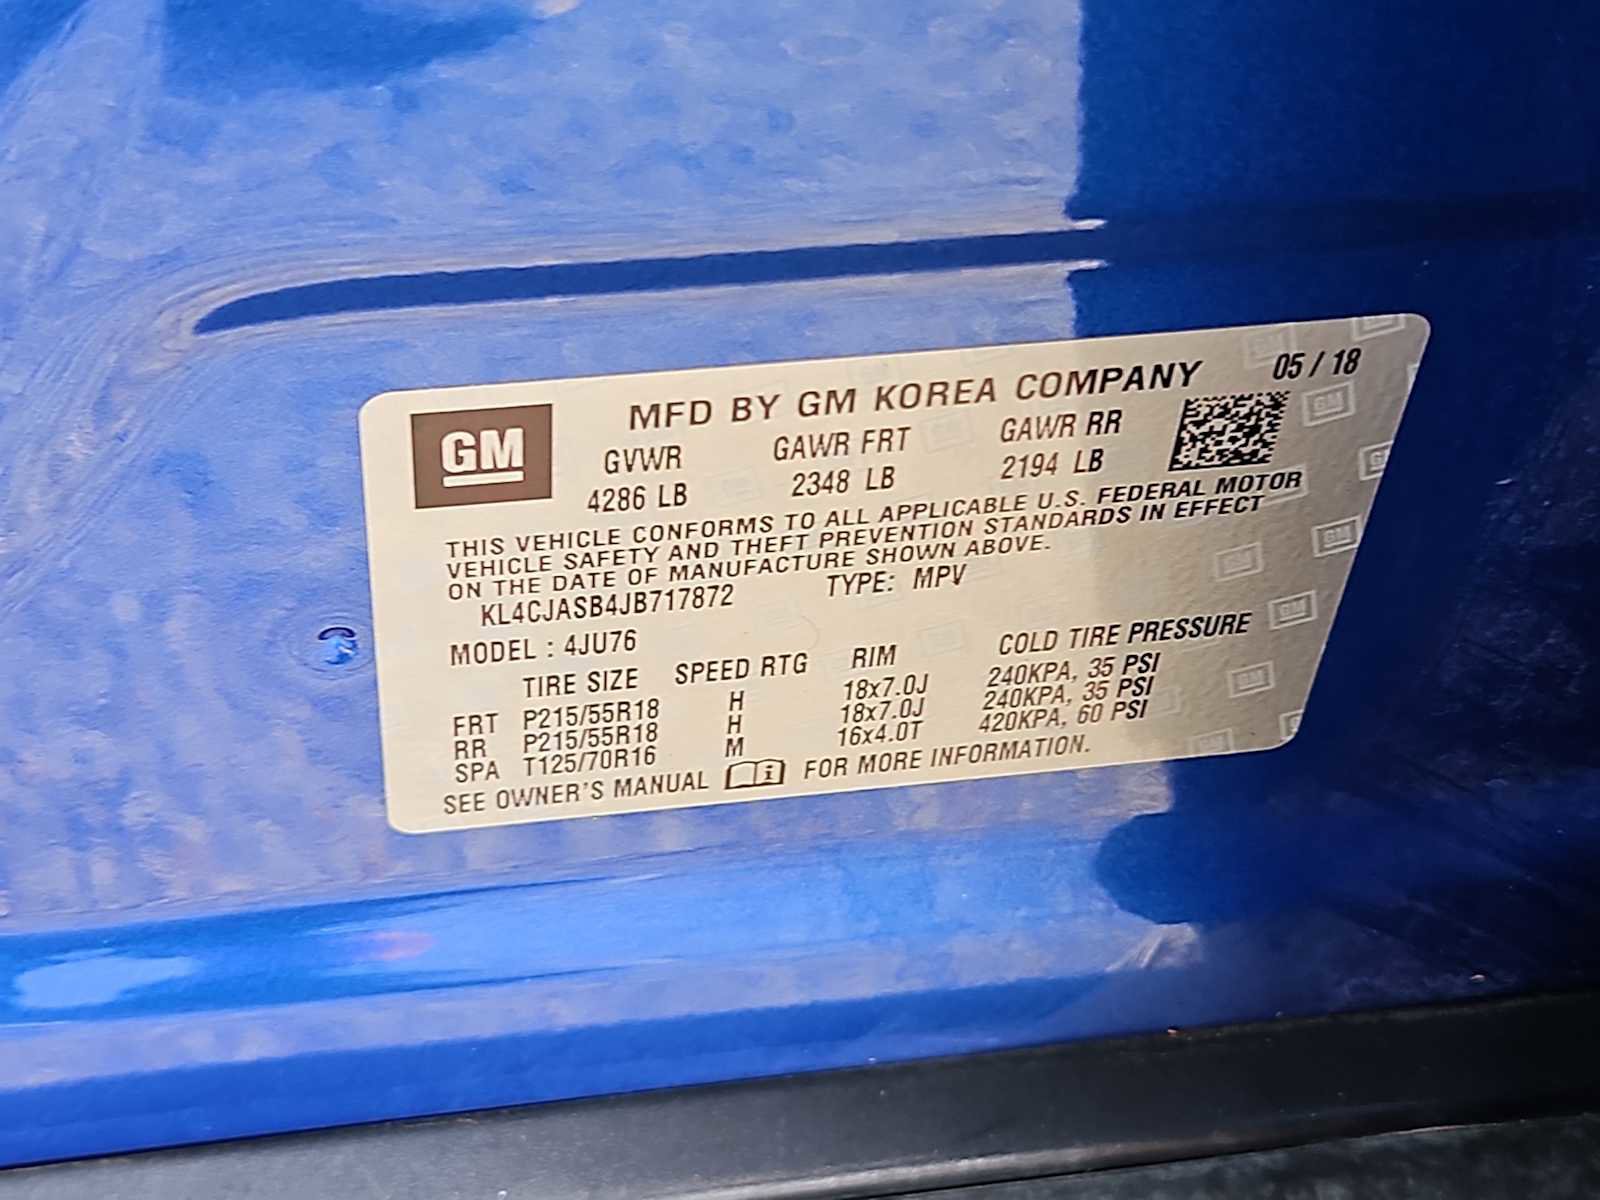 GM
MFD BY GM KOREA COMPANY 05 / 18
GVWR GAWR FRT GAWR RR
4286 LB 2348 LB 2194 LB
THIS VEHICLE CONFORMS TO ALL APPLICABLE U.S. FEDERAL MOTOR
VEHICLE SAFETY AND THEFT PREVENTION STANDARDS IN EFFECT
ON THE DATE OF MANUFACTURE SHOWN ABOVE.
KL4CJASB4JB717872 TYPE: MPV
MODEL : 4JU76
TIRE SIZE SPEED RTG RIM COLD TIRE PRESSURE
FRT P215/55R18 H 18x7.0J 240KPA, 35 PSI
RR P215/55R18 H 18x7.0J 240KPA, 35 PSI
SPA T125/70R16 M 16x4.0T 420KPA, 60 PSI
SEE OWNER'S MANUAL FOR MORE INFORMATION.